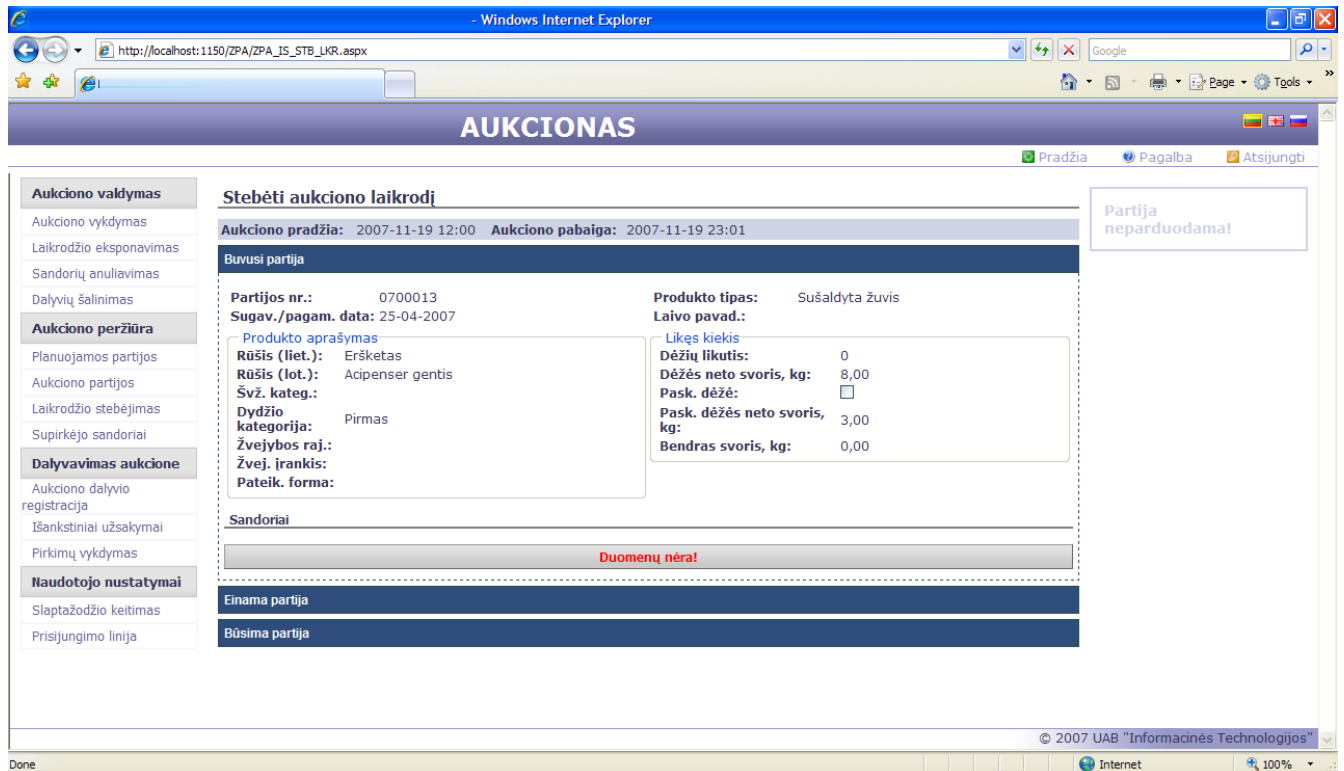 - Windows Internet Explorer
http://localhost:1150/ZPA/ZPA_IS_STB_LKR.aspx
Google
Page
Tools
AUKCIONAS
Pradžia Pagalba Atsijungti
Aukciono valdymas
Aukciono vykdymas
Laikrodžio eksponavimas
Sandorių anuliavimas
Dalyvių šalinimas
Aukciono peržiūra
Planuojamos partijos
Aukciono partijos
Laikrodžio stebėjimas
Supirkėjo sandoriai
Dalyvavimas aukcione
Aukciono dalyvio
registracija
Išankstiniai užsakymai
Pirkimų vykdymas
Naudotojo nustatymai
Slaptažodžio keitimas
Prisijungimo linija
Stebėti aukciono laikrodį
Aukciono pradžia: 2007-11-19 12:00 Aukciono pabaiga: 2007-11-19 23:01
Buvusi partija
Partijos nr.: 0700013 Produkto tipas: Sušaldyta žuvis
Sugav./pagam. data: 25-04-2007 Laivo pavad.:
Produkto aprašymas
Rūšis (liet.): Eršketas
Rūšis (lot.): Acipenser gentis
Švž. kateg.:
Dydžio
kategorija: Pirmas
Žvejybos raj.:
Žvej. įrankis:
Pateik. forma:
Likęs kiekis
Dėžių likutis: 0
Dėžės neto svoris, kg: 8,00
Pask. dėžė:
Pask. dėžės neto svoris,
kg: 3,00
Bendras svoris, kg: 0,00
Sandoriai
Duomenų nėra!
Einama partija
Būsima partija
Partija
neparduodama!
© 2007 UAB "Informacinės Technologijos"
Done
Internet
100%